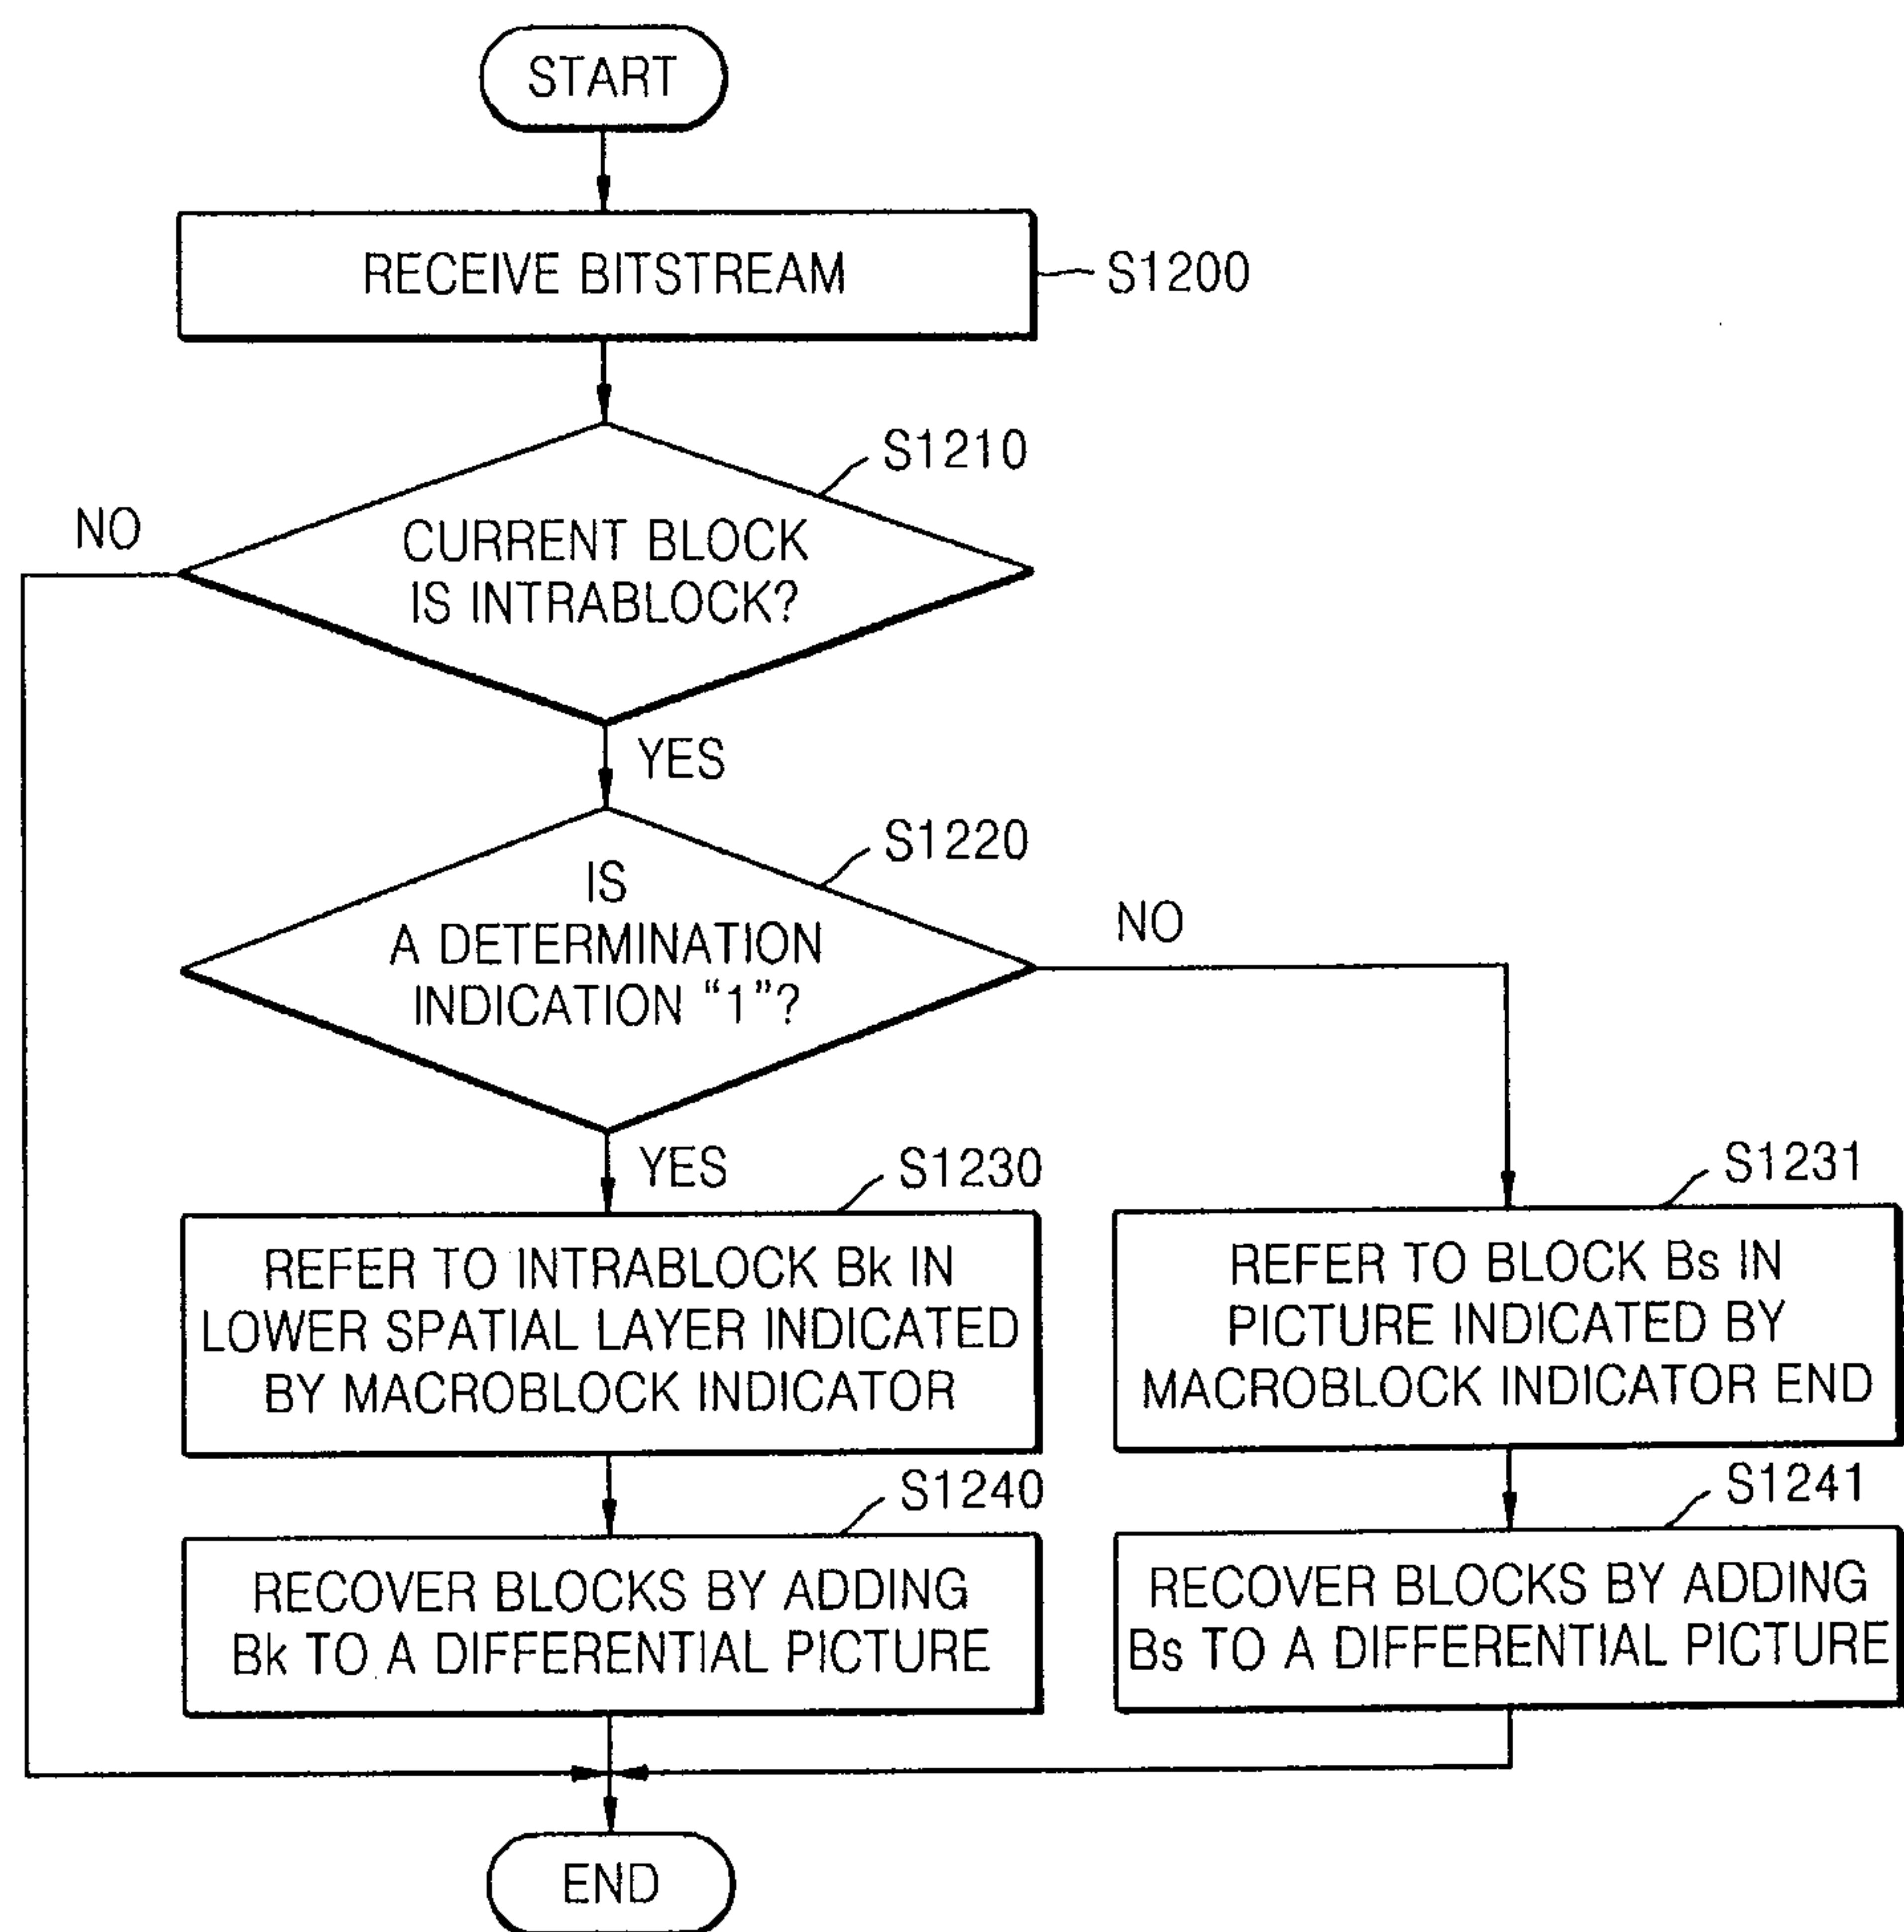 START
RECEIVE BITSTREAM
S1200
S1210
NO
CURRENT BLOCK
IS INTRABLOCK?
YES
S1220
IS
A DETERMINATION
INDICATION “1”?
NO
YES
S1230
S1231
REFER TO INTRABLOCK Bk IN
LOWER SPATIAL LAYER INDICATED
BY MACROBLOCK INDICATOR
REFER TO BLOCK Bs IN
PICTURE INDICATED BY
MACROBLOCK INDICATOR END
S1240
S1241
RECOVER BLOCKS BY ADDING
Bk TO A DIFFERENTIAL PICTURE
RECOVER BLOCKS BY ADDING
Bs TO A DIFFERENTIAL PICTURE
END